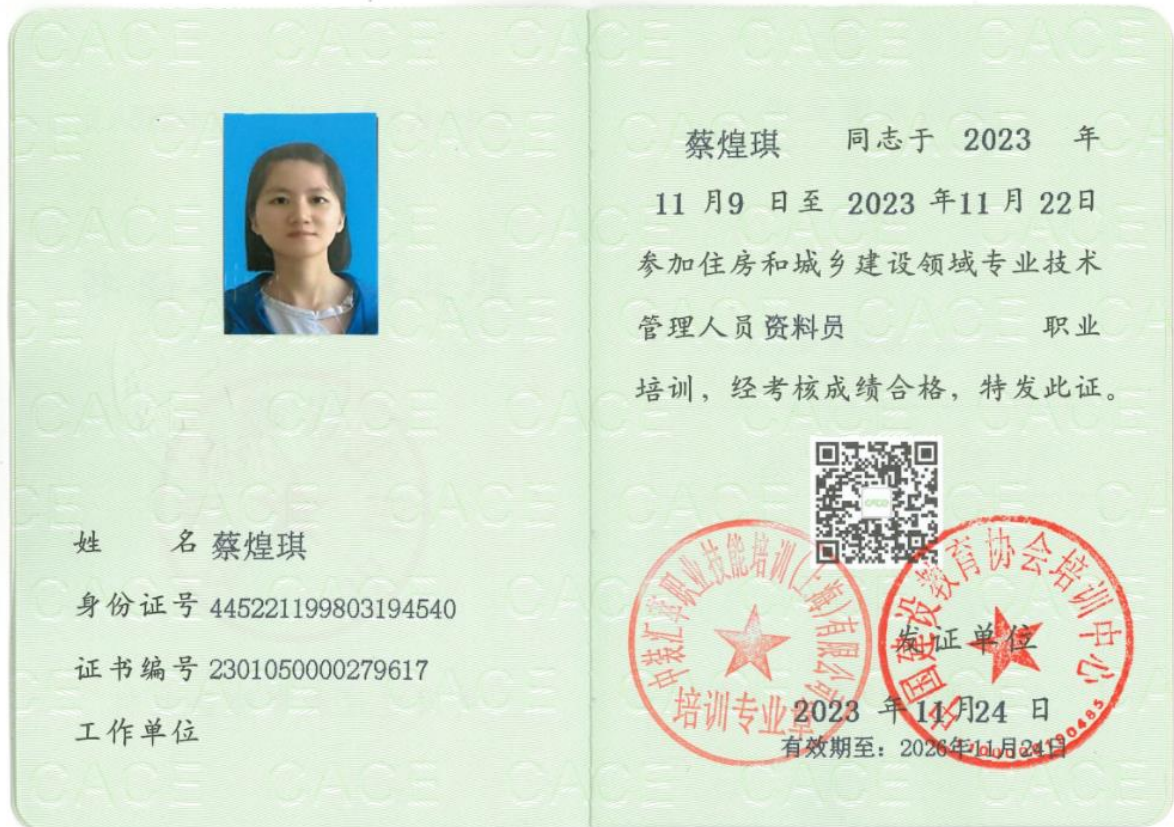 姓 名 蔡煌琪
身份证号 445221199803194540
证书编号 2301050000279617
工作单位
蔡煌琪 同志于 2023 年
11 月9 日至 2023 年11 月 22日
参加住房和城乡建设领域专业技术
管理人员资料员 职业
培训，经考核成绩合格，特发此证。
CACE
中国建设教育协会培训中心
培训专业章
发证单位
2023 年 11月24 日
有效期至：2026年11月24日